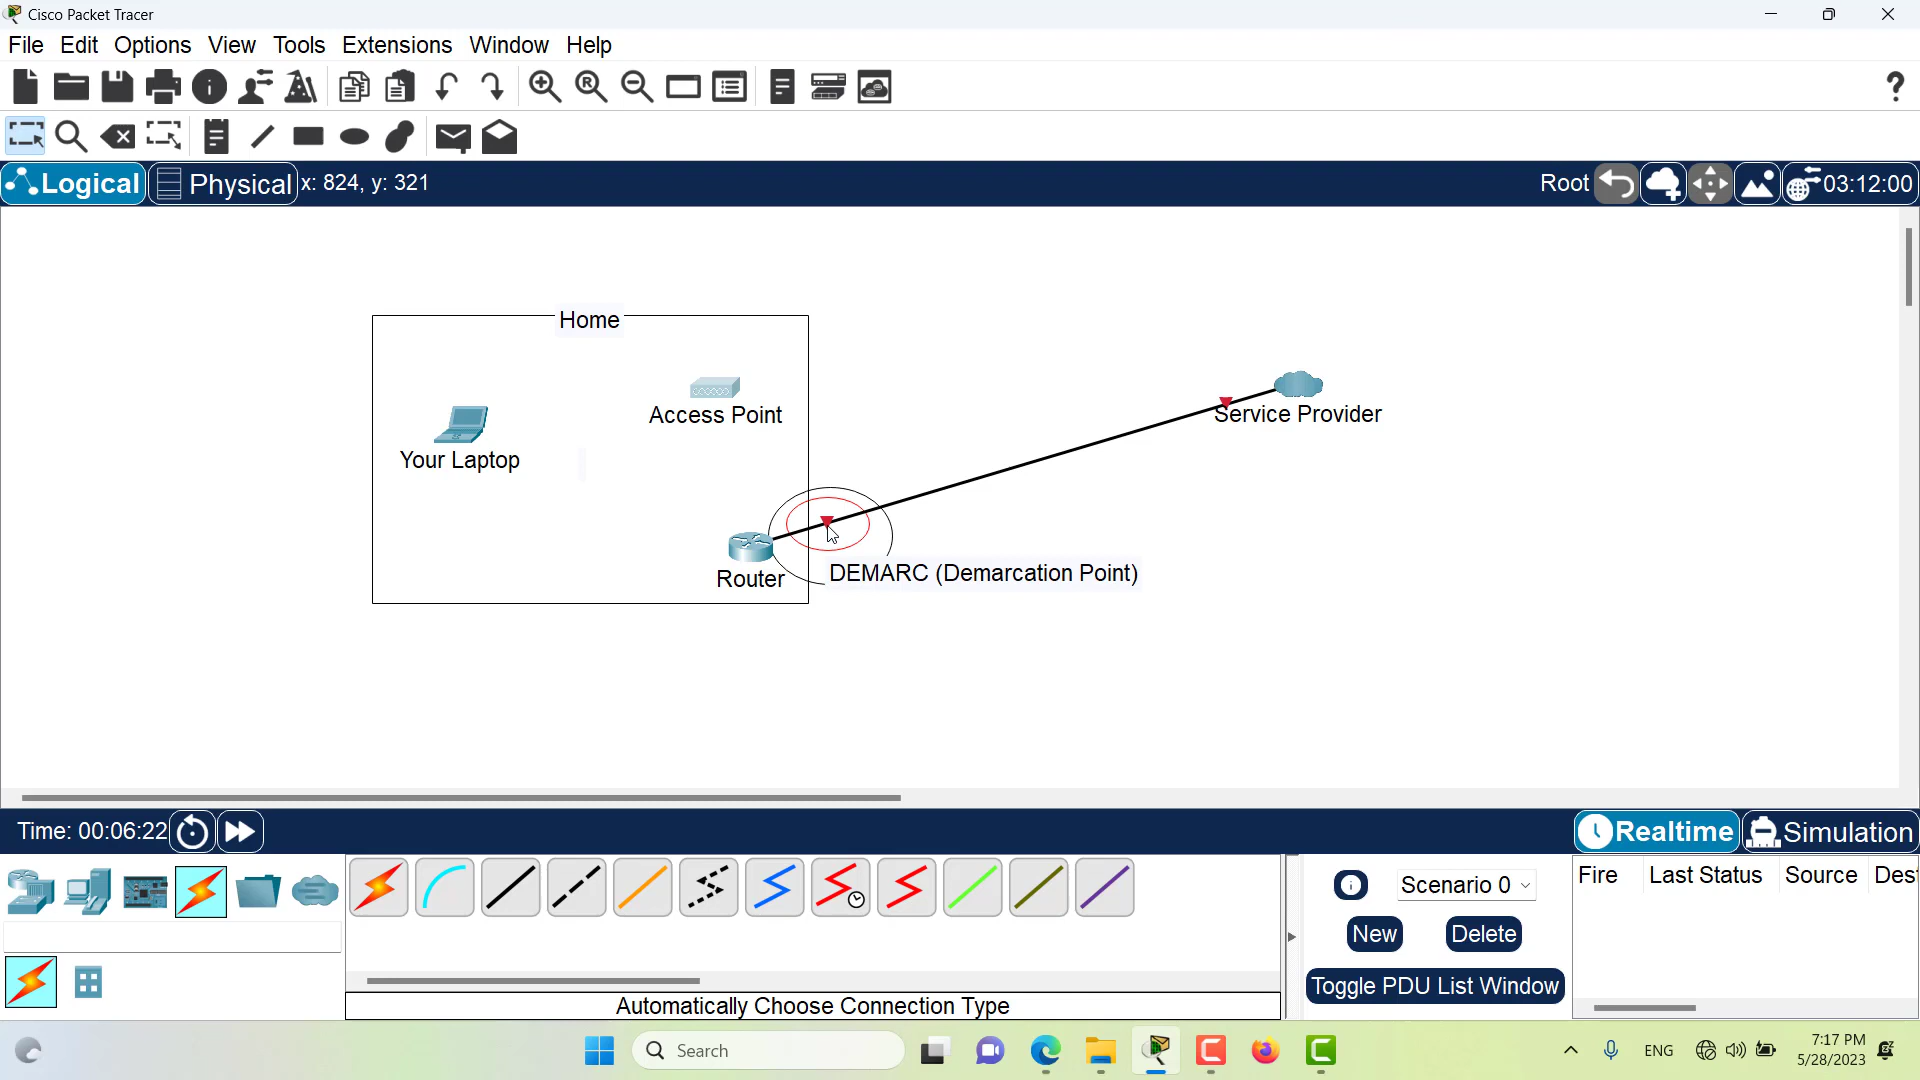 Cisco Packet Tracer
File Edit Options View Tools Extensions Window Help
Logical Physical x: 824, y: 321 Root 03:12:00
Home
Access Point
Your Laptop
Service Provider
DEMARC (Demarcation Point)
Router
Time: 00:06:22 Realtime Simulation
Scenario 0 Fire Last Status Source Dest
New Delete
Toggle PDU List Window
Automatically Choose Connection Type
Search ENG 7:17 PM
5/28/2023